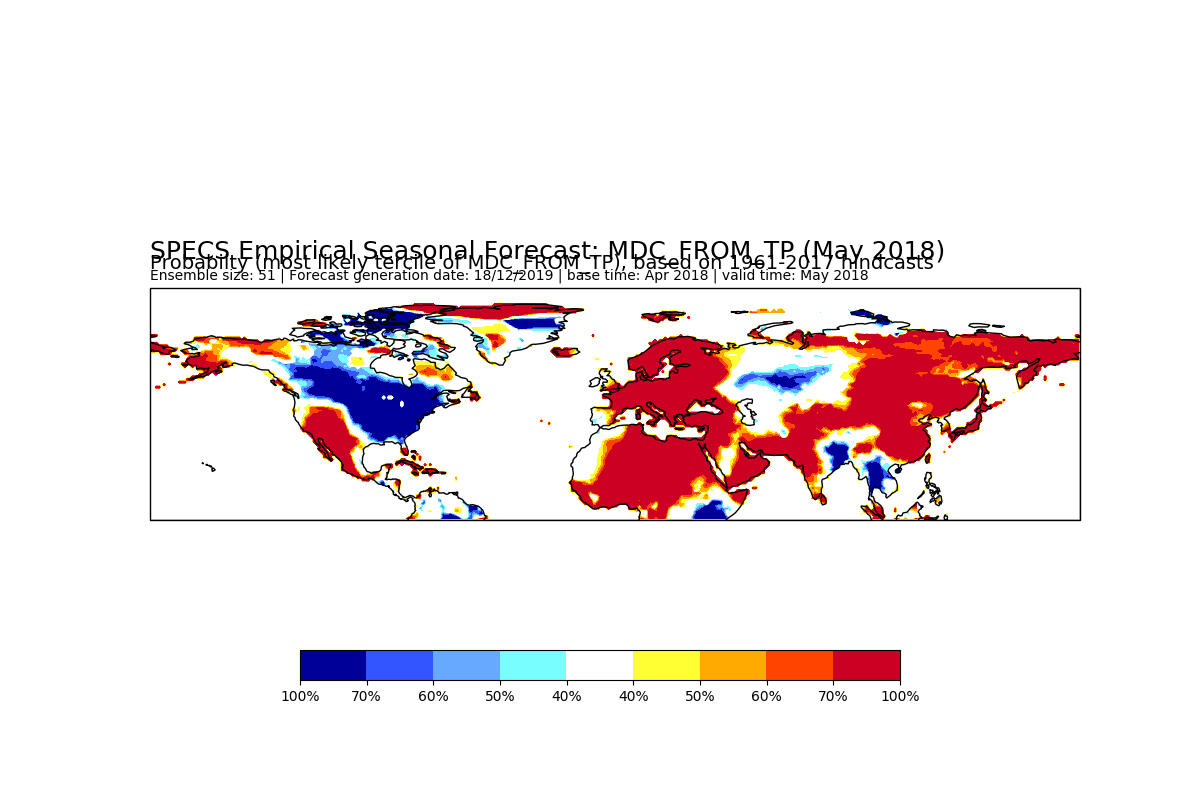 SPECS Empirical Seasonal Forecast: MDC_FROM_TP (May 2018)
Probabilty (most likely tercile of MDC_FROM_TP), based on 1961-2017 hindcasts
Ensemble size: 51 | Forecast generation date: 18/12/2019 | base time: Apr 2018 | valid time: May 2018
100% 70% 60% 50% 40% 40% 50% 60% 70% 100%